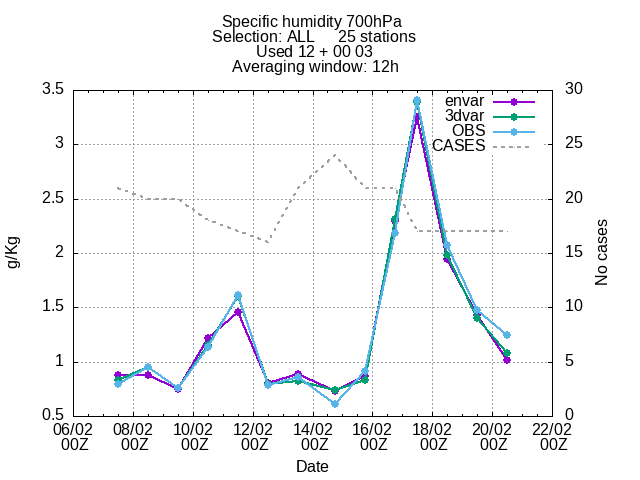 Specific humidity 700hPa
Selection: ALL 25 stations
Used 12 + 00 03
Averaging window: 12h
envar
3dvar
OBS
CASES
3.5
3
2.5
2
1.5
1
0.5
g/Kg
30
25
20
15
10
5
0
No cases
06/02 08/02 10/02 12/02 14/02 16/02 18/02 20/02 22/02
00Z 00Z 00Z 00Z 00Z 00Z 00Z 00Z 00Z
Date